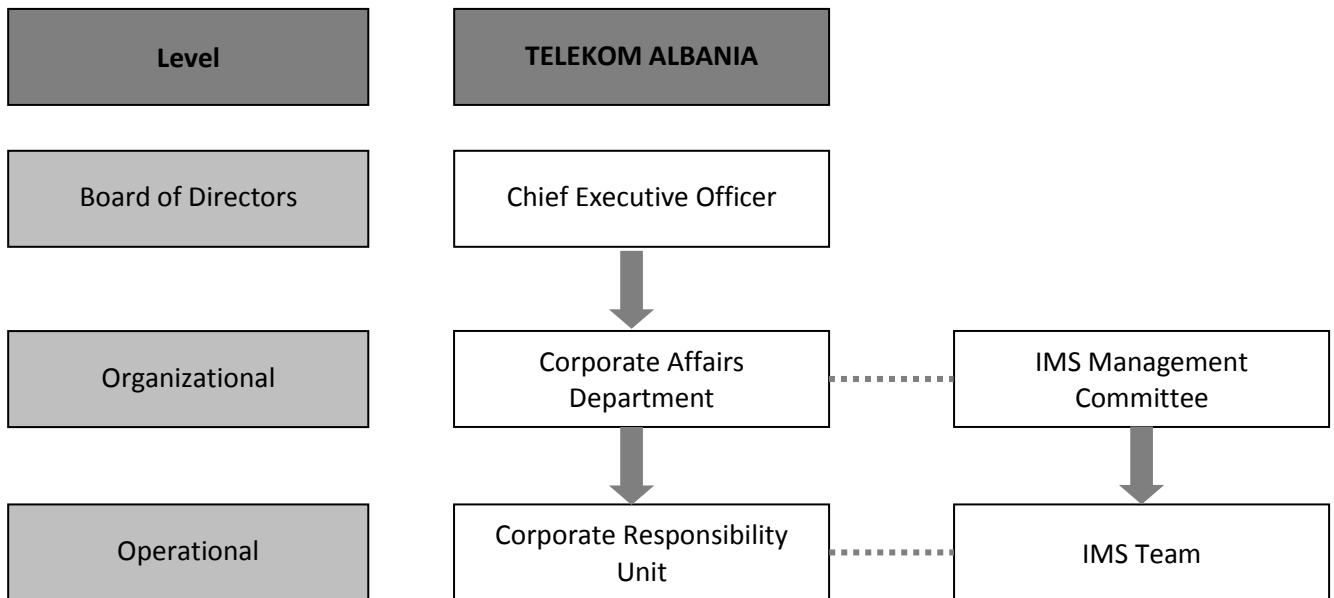 Level
TELEKOM ALBANIA
Board of Directors
Chief Executive Officer
Organizational
Corporate Affairs
Department
IMS Management
Committee
Operational
Corporate Responsibility
Unit
IMS Team